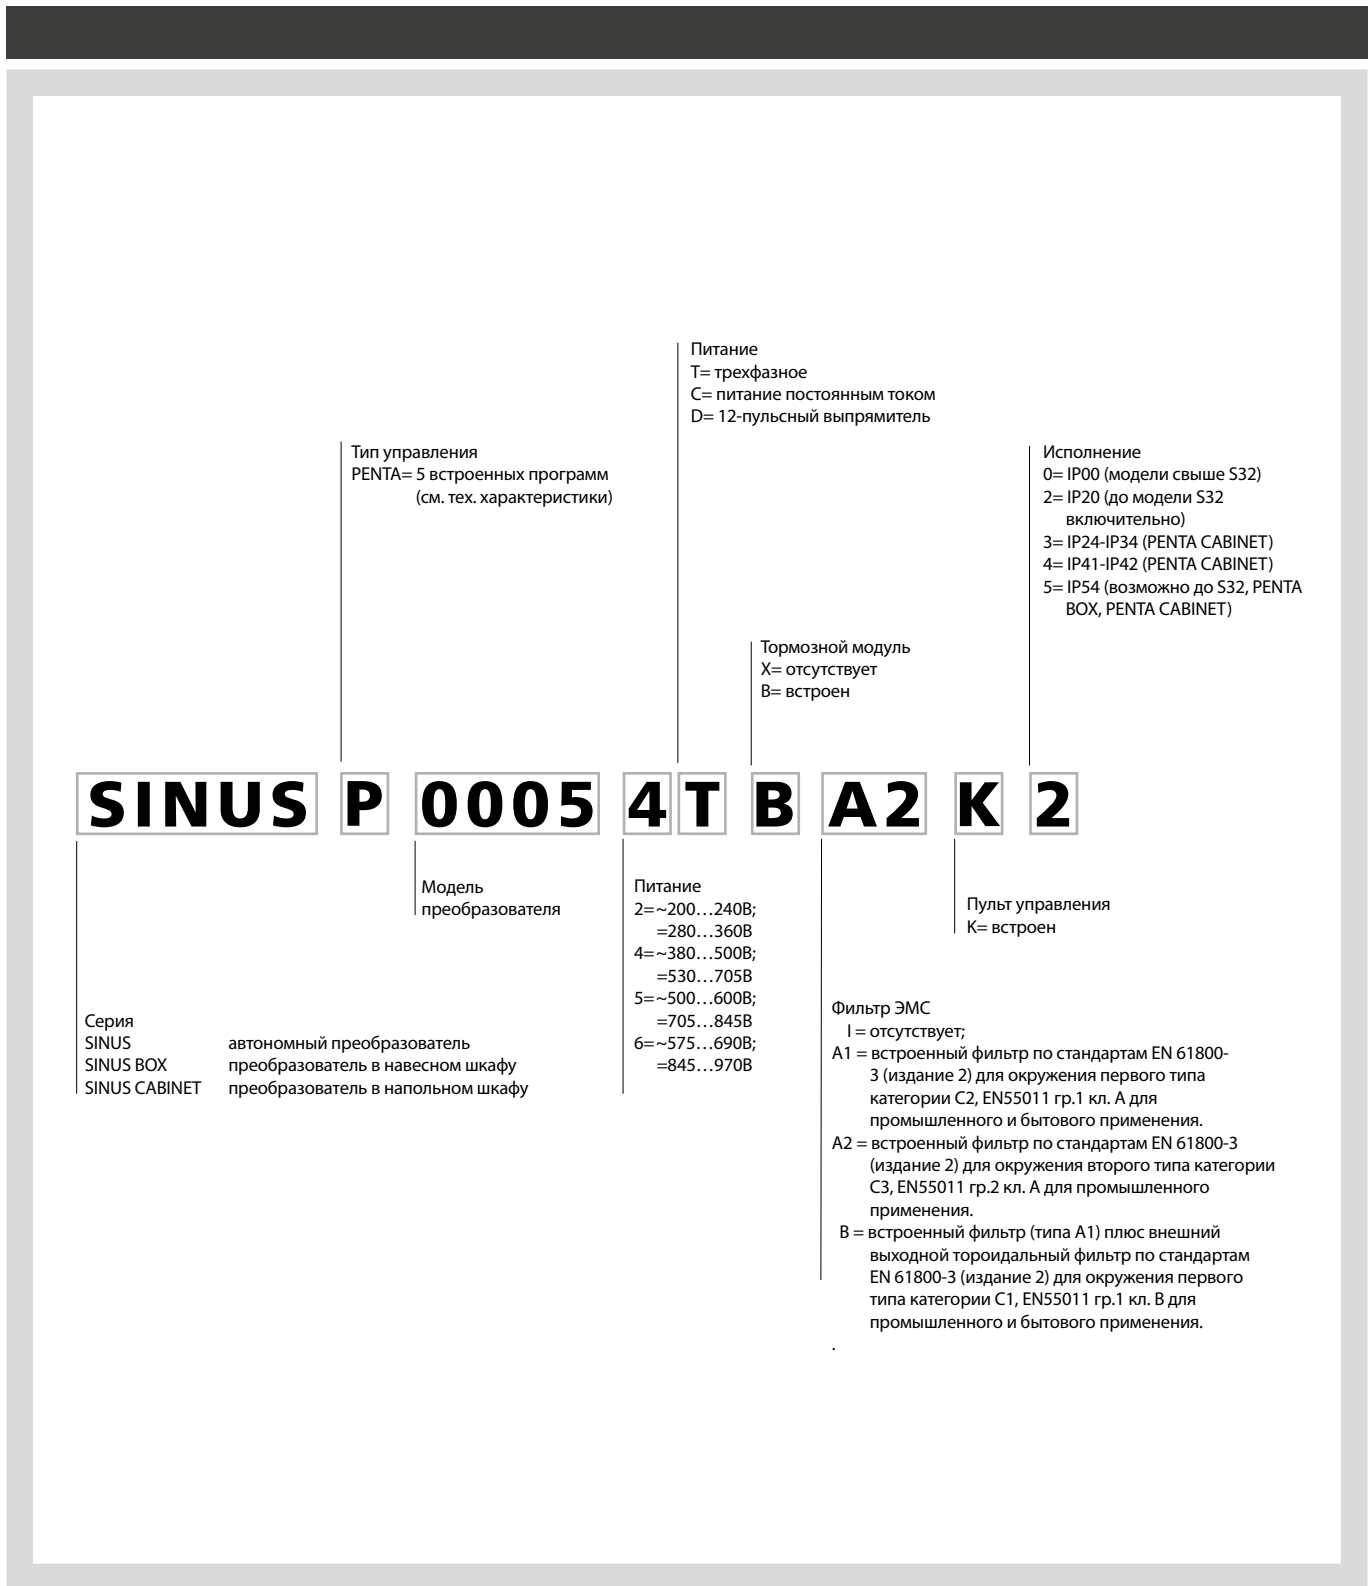 Питание
T= трехфазное
C= питание постоянным током
D= 12-пульсный выпрямитель
Тип управления
PENTA= 5 встроенных программ
(см. тех. характеристики)
Исполнение
0= IP00 (модели свыше S32)
2= IP20 (до модели S32
включительно)
3= IP24-IP34 (PENTA CABINET)
4= IP41-IP42 (PENTA CABINET)
5= IP54 (возможно до S32, PENTA
BOX, PENTA CABINET)
Тормозной модуль
X= отсутствует
B= встроен
SINUS P 0005 4 T B A2 K 2
Модель
преобразователя
Питание
2=~200...240В;
=280...360В
4=~380...500В;
=530...705В
5=~500...600В;
=705...845В
6=~575...690В;
=845...970В
Пульт управления
K= встроен
Серия
SINUS автономный преобразователь
SINUS BOX преобразователь в навесном шкафу
SINUS CABINET преобразователь в напольном шкафу
Фильтр ЭМС
I = отсутствует;
A1 = встроенный фильтр по стандартам EN 61800-
3 (издание 2) для окружения первого типа
категории C2, EN55011 гр.1 кл. А для
промышленного и бытового применения.
A2 = встроенный фильтр по стандартам EN 61800-3
(издание 2) для окружения второго типа категории
C3, EN55011 гр.2 кл. А для промышленного
применения.
B = встроенный фильтр (типа А1) плюс внешний
выходной тороидальный фильтр по стандартам
EN 61800-3 (издание 2) для окружения первого
типа категории C1, EN55011 гр.1 кл. В для
промышленного и бытового применения.
.